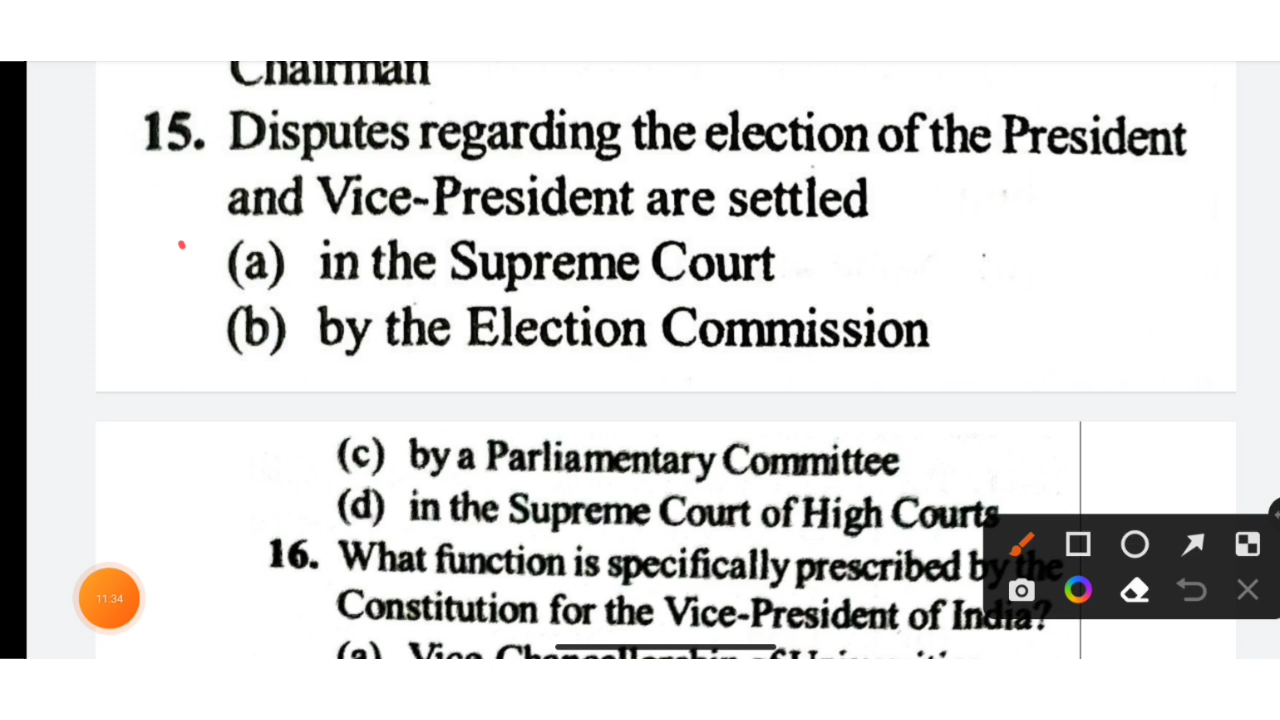 Chairman
15. Disputes regarding the election of the President
and Vice-President are settled
(a) in the Supreme Court
(b) by the Election Commission
(c) by a Parliamentary Committee
(d) in the Supreme Court of High Courts
16. What function is specifically prescribed by the
Constitution for the Vice-President of India?
(a) Vice
11:34